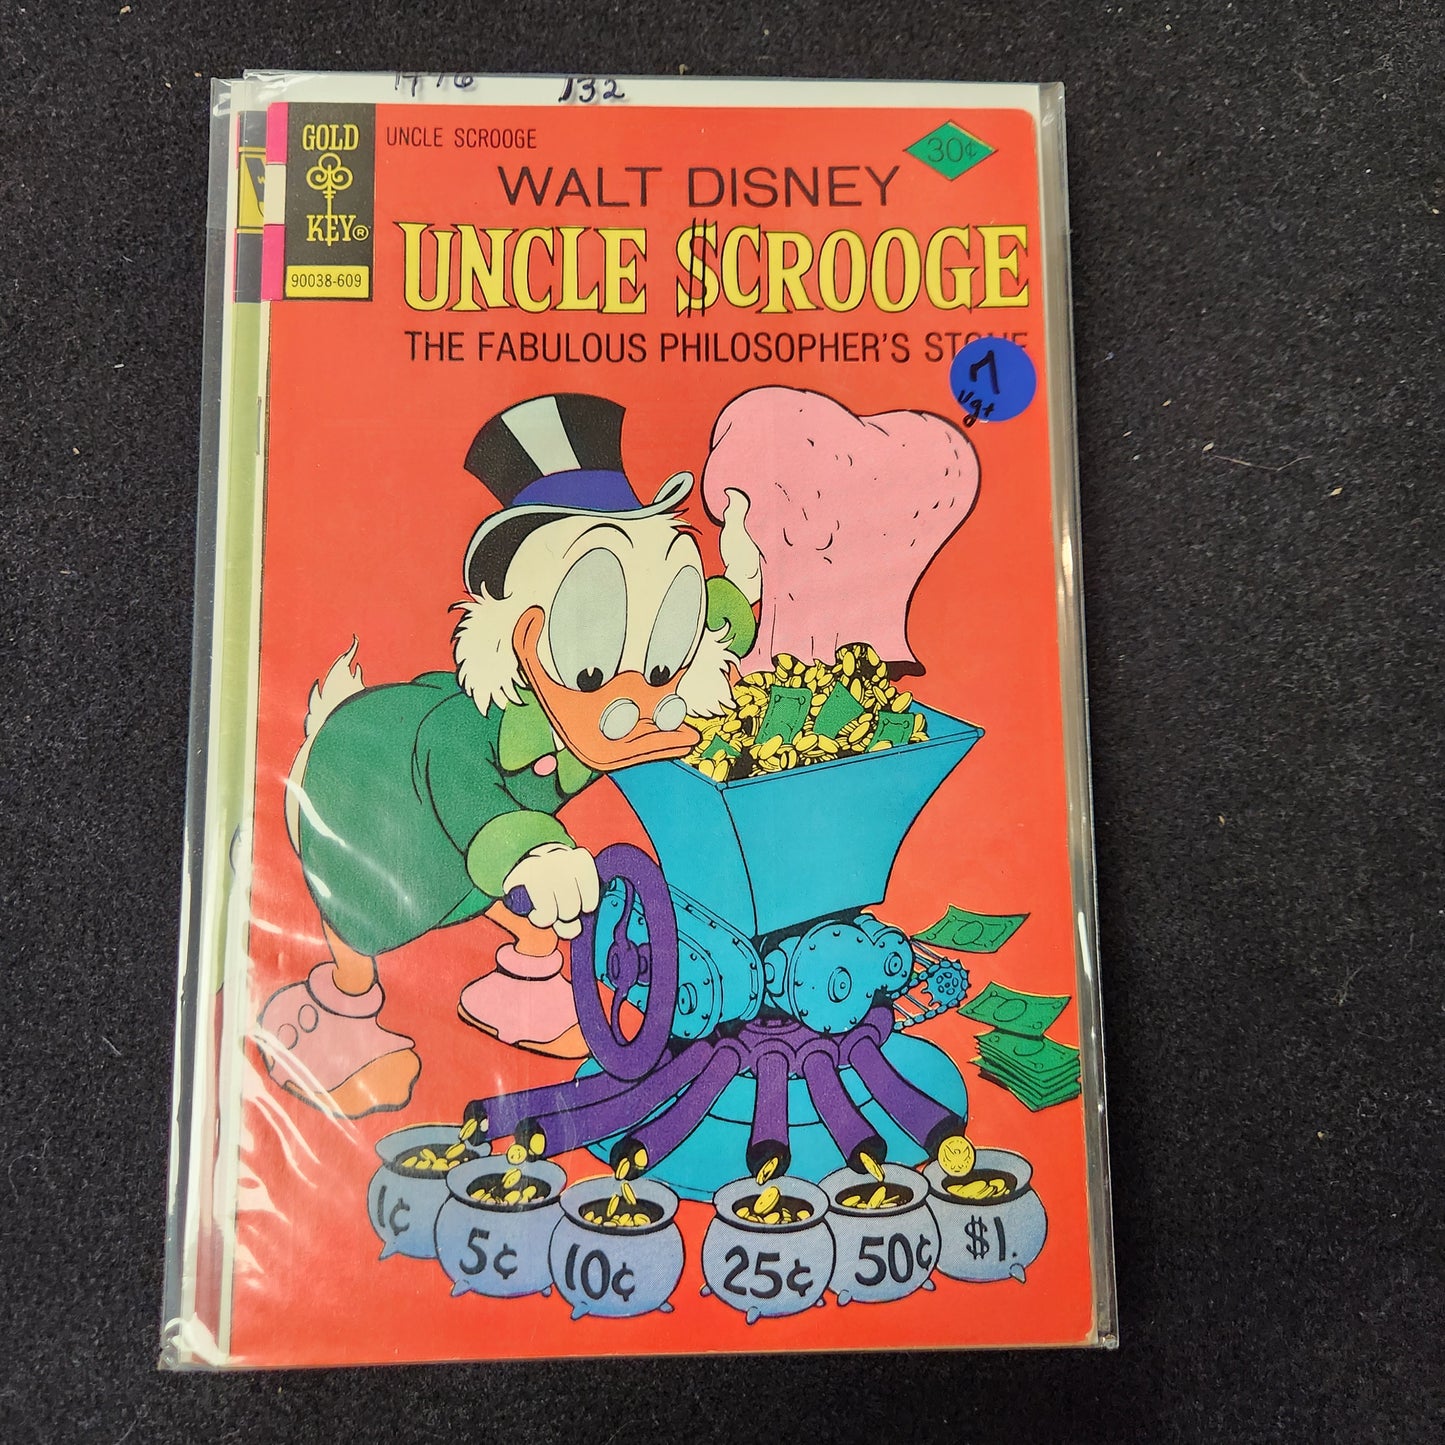 1976 132
GOLD
KEY®
90038-609
UNCLE SCROOGE
30¢
WALT DISNEY
UNCLE $CROOGE
THE FABULOUS PHILOSOPHER'S
7
Vg+
1¢
5¢
10¢
25¢
50¢
$1.